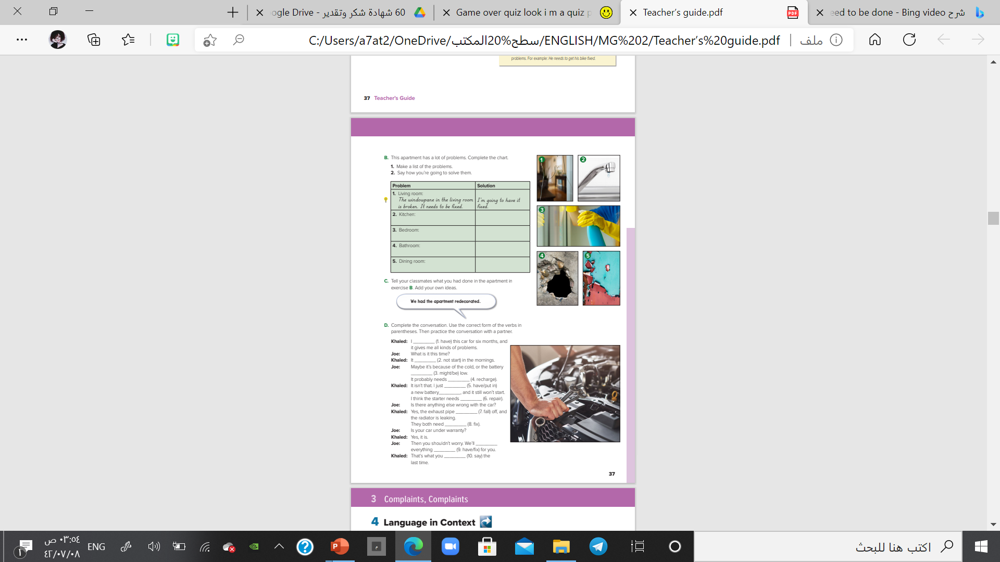 60 شهادة شكر وتقدير - ogle Drive
Game over quiz look i m a quiz p
Teacher's guide.pdf
شرح eed to be done - Bing video
C:/Users/a7at2/OneDrive/سطح%20المكتب/ENGLISH/MG%202/Teacher's%20guide.pdf
ملف
problems. For example: He needs to get his bike fixed.
37 Teacher's Guide
B. This apartment has a lot of problems. Complete the chart.
1. Make a list of the problems.
2. Say how you're going to solve them.
Problem Solution
1. Living room:
The windowpane in the living room is broken. It needs to be fixed.
I'm going to have it fixed.
2. Kitchen:
3. Bedroom:
4. Bathroom:
5. Dining room:
1
2
3
4
5
C. Tell your classmates what you had done in the apartment in
exercise B. Add your own ideas.
We had the apartment redecorated.
D. Complete the conversation. Use the correct form of the verbs in
parentheses. Then practice the conversation with a partner.
Khaled: I ________ (1. have) this car for six months, and
it gives me all kinds of problems.
Joe: What is it this time?
Khaled: It ________ (2. not start) in the mornings.
Joe: Maybe it's because of the cold, or the battery
________ (3. might/be) low.
It probably needs ________ (4. recharge).
Khaled: It isn't that. I just ________ (5. have/put in)
a new battery________, and it still won't start.
I think the starter needs ________ (6. repair).
Joe: Is there anything else wrong with the car?
Khaled: Yes, the exhaust pipe ________ (7. fall) off, and
the radiator is leaking.
They both need ________ (8. fix).
Joe: Is your car under warranty?
Khaled: Yes, it is.
Joe: Then you shouldn't worry. We'll ________
everything ________ (9. have/fix) for you.
Khaled: That's what you ________ (10. say) the
last time.
37
3 Complaints, Complaints
4 Language in Context
١
٠٣:٥٤ ص
٤٢/٠٧/٠٨
ENG
اكتب هنا للبحث